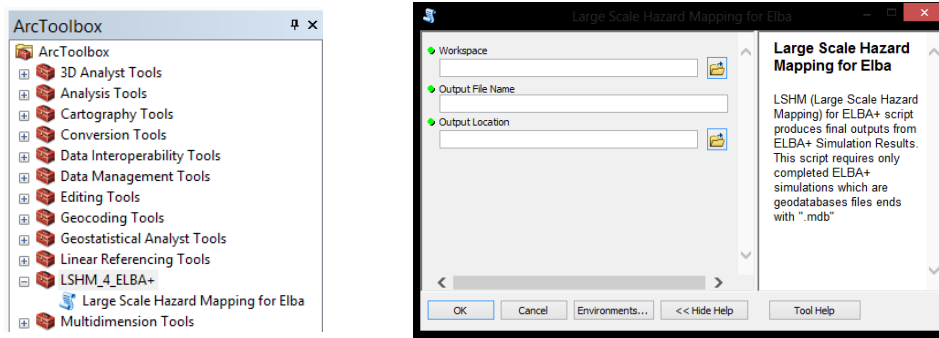 ArcToolbox
ArcToolbox
3D Analyst Tools
Analysis Tools
Cartography Tools
Conversion Tools
Data Interoperability Tools
Data Management Tools
Editing Tools
Geocoding Tools
Geostatistical Analyst Tools
Linear Referencing Tools
LSHM_4_ELBA+
Large Scale Hazard Mapping for Elba
Multidimension Tools
Large Scale Hazard Mapping for Elba
Workspace
Output File Name
Output Location
OK
Cancel
Environments...
<< Hide Help
Large Scale Hazard
Mapping for Elba
LSHM (Large Scale Hazard
Mapping) for ELBA+ script
produces final outputs from
ELBA+ Simulation Results.
This script requires only
completed ELBA+
simulations which are
geodatabases files ends
with ".mdb"
Tool Help